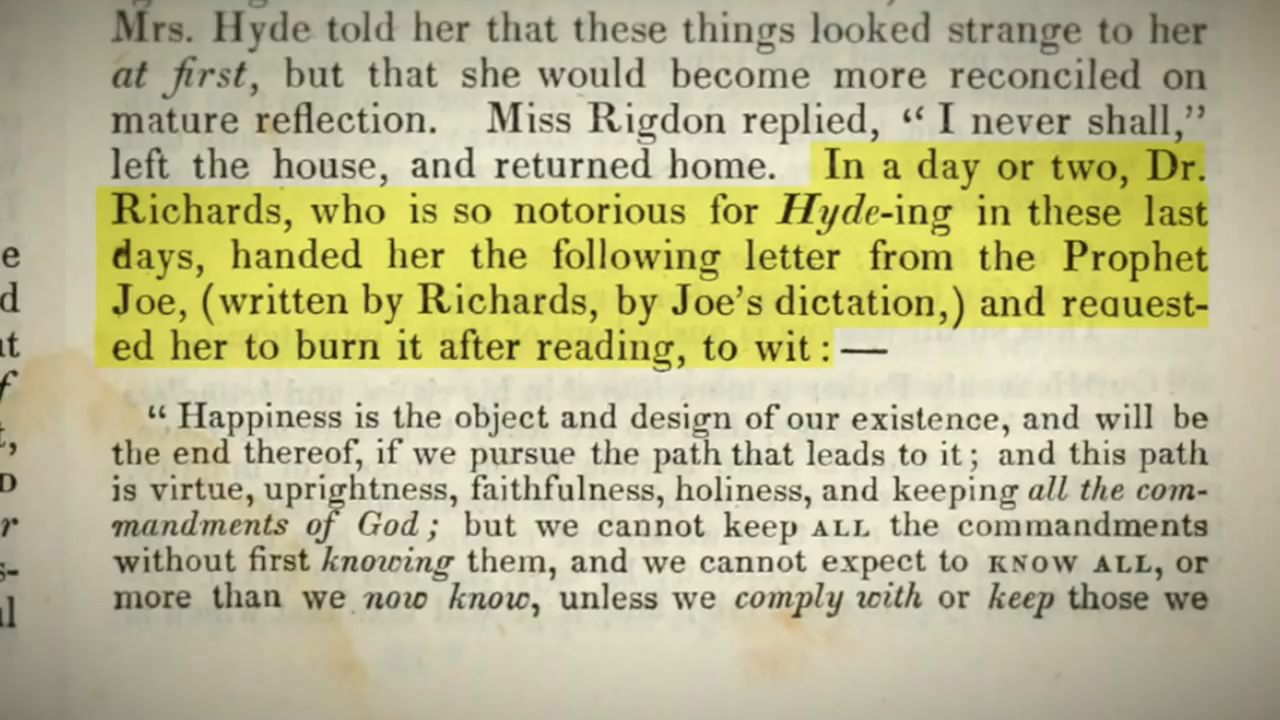 Mrs. Hyde told her that these things looked strange to her
at first, but that she would become more reconciled on
mature reflection. Miss Rigdon replied, “ I never shall,”
left the house, and returned home. In a day or two, Dr.
Richards, who is so notorious for Hyde-ing in these last
days, handed her the following letter from the Prophet
Joe, (written by Richards, by Joe’s dictation,) and request-
ed her to burn it after reading, to wit : —
“ Happiness is the object and design of our existence, and will be
the end thereof, if we pursue the path that leads to it ; and this path
is virtue, uprightness, faithfulness, holiness, and keeping all the com-
mandments of God ; but we cannot keep ALL the commandments
without first knowing them, and we cannot expect to KNOW ALL, or
more than we now know, unless we comply with or keep those we